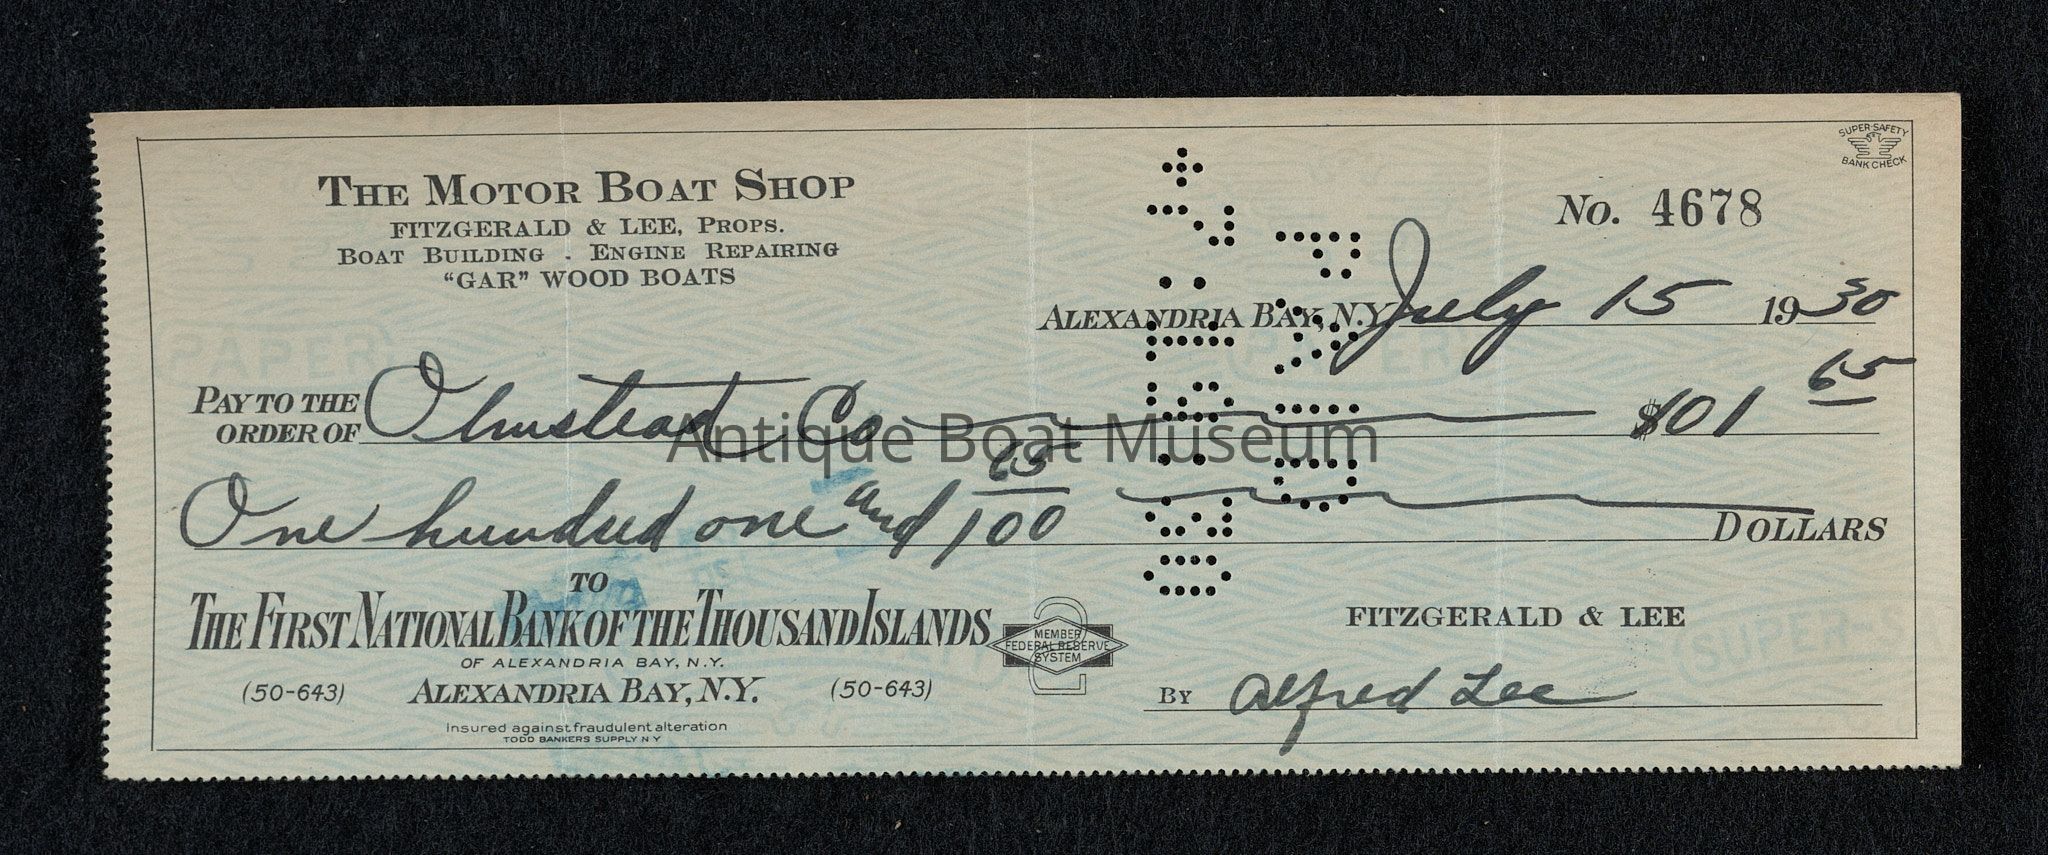 SUPER-SAFETY
BANK CHECK
THE MOTOR BOAT SHOP
FITZGERALD & LEE, PROPS.
BOAT BUILDING . ENGINE REPAIRING
"GAR" WOOD BOATS
No. 4678
ALEXANDRIA BAY, N.Y. July 15 1930
PAY TO THE
ORDER OF Olmstead Co $101 65
Antique Boat Museum
One hundred one and 65/100 DOLLARS
TO
THE FIRST NATIONAL BANK OF THE THOUSAND ISLANDS
OF ALEXANDRIA BAY, N.Y.
(50-643) ALEXANDRIA BAY, N.Y. (50-643)
Insured against fraudulent alteration
TODD BANKERS SUPPLY N Y
MEMBER
FEDERAL RESERVE
SYSTEM
FITZGERALD & LEE
BY Alfred Lee
PAID
PAPER